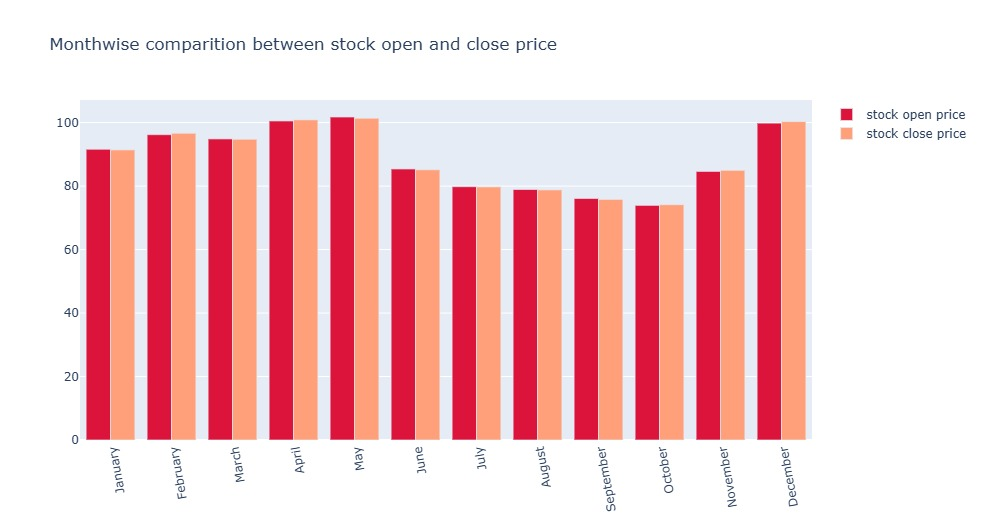 Monthwise comparition between stock open and close price
stock open price
stock close price
100
80
60
40
20
0
January
February
March
April
May
June
July
August
September
October
November
December